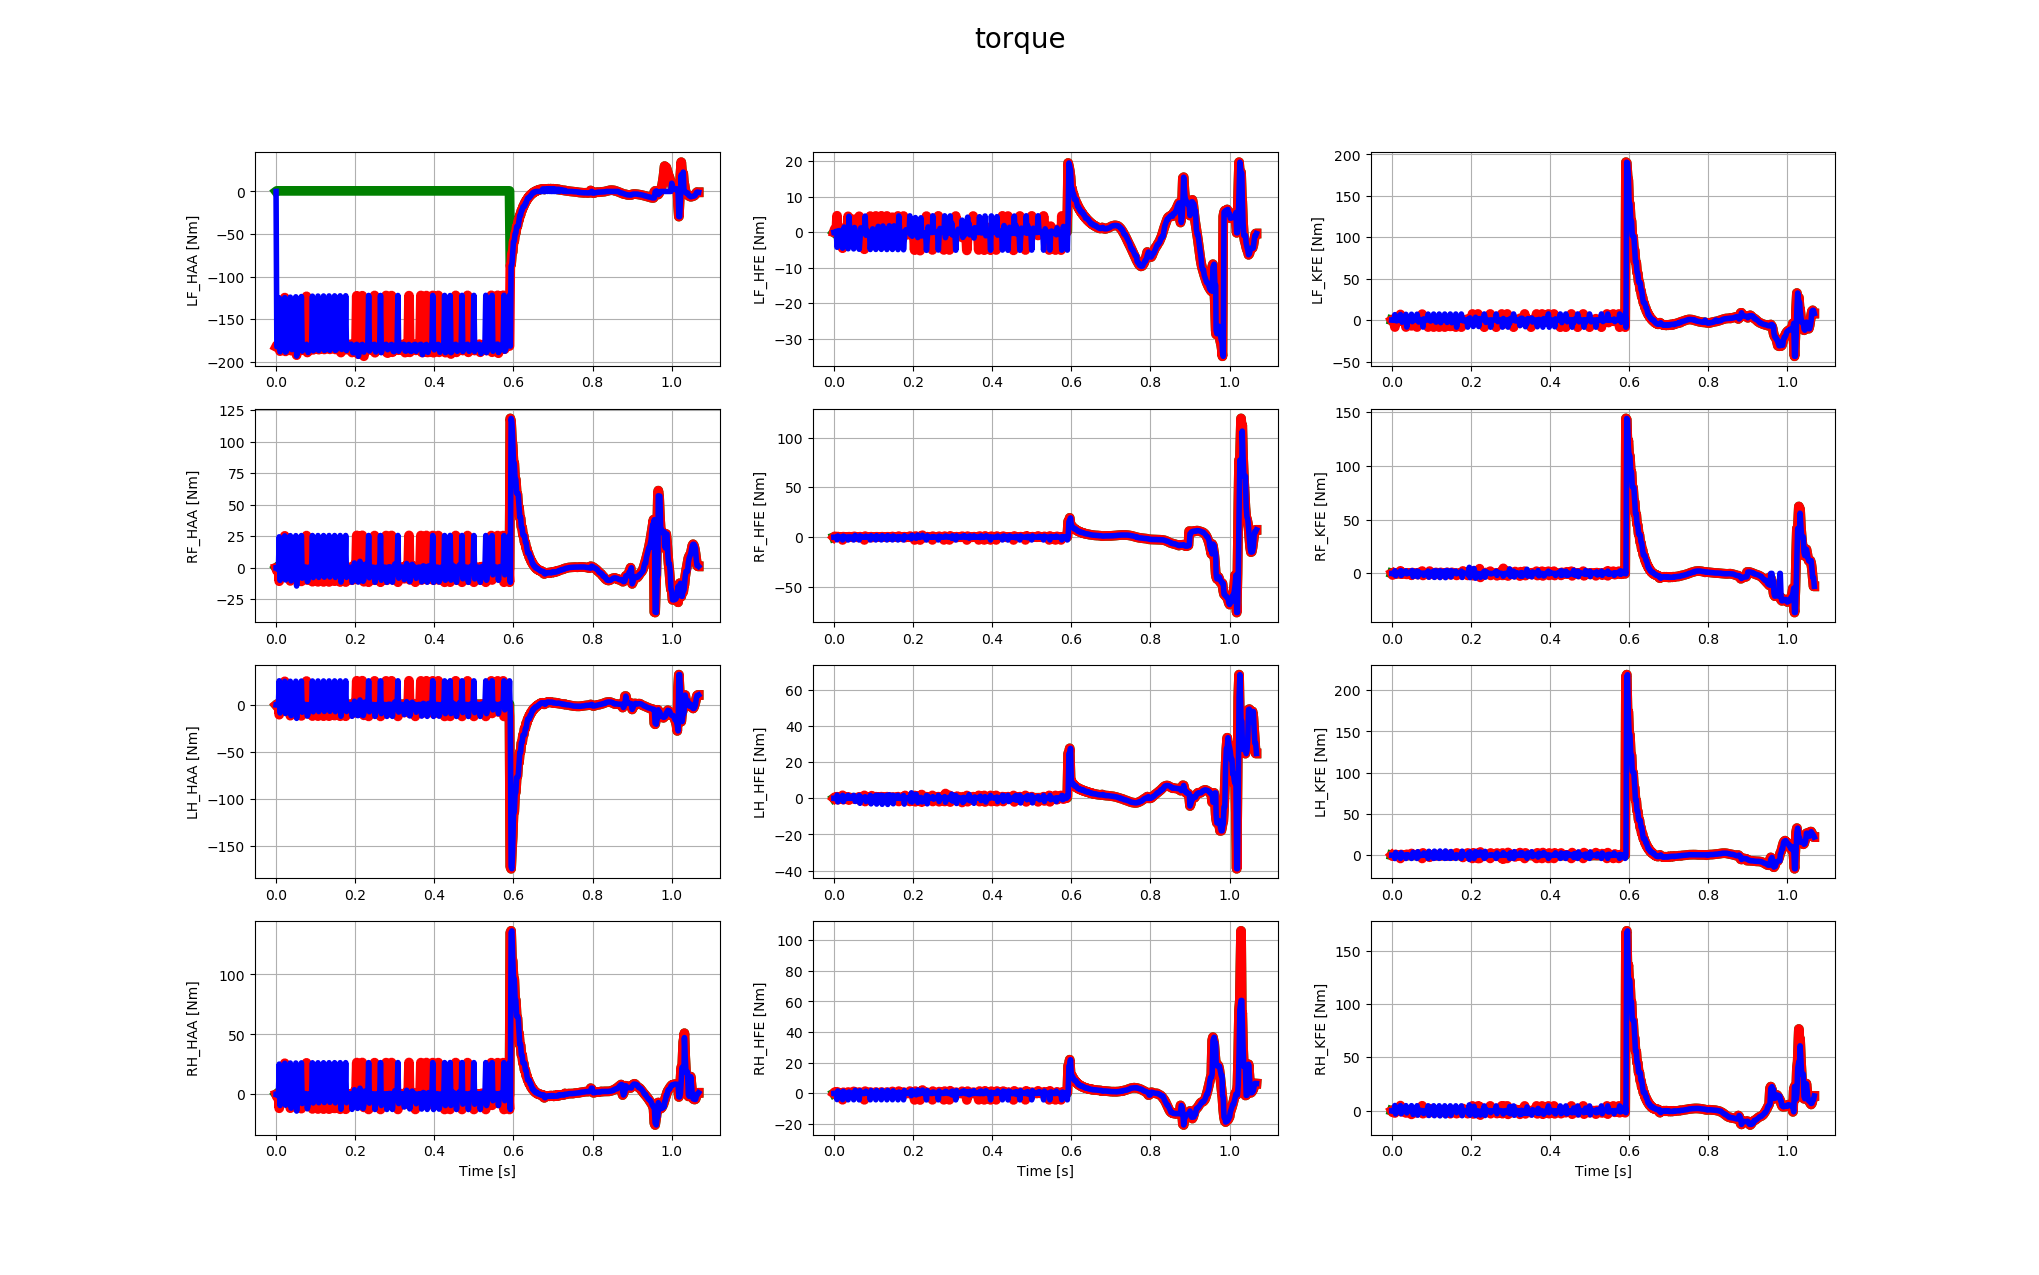 torque
LF_HAA [Nm]
0
−50
−100
−150
−200
0.0 0.2 0.4 0.6 0.8 1.0
LF_HFE [Nm]
20
10
0
−10
−20
−30
0.0 0.2 0.4 0.6 0.8 1.0
LF_KFE [Nm]
200
150
100
50
0
−50
0.0 0.2 0.4 0.6 0.8 1.0
RF_HAA [Nm]
125
100
75
50
25
0
−25
0.0 0.2 0.4 0.6 0.8 1.0
RF_HFE [Nm]
100
50
0
−50
0.0 0.2 0.4 0.6 0.8 1.0
RF_KFE [Nm]
150
100
50
0
0.0 0.2 0.4 0.6 0.8 1.0
LH_HAA [Nm]
0
−50
−100
−150
0.0 0.2 0.4 0.6 0.8 1.0
LH_HFE [Nm]
60
40
20
0
−20
−40
0.0 0.2 0.4 0.6 0.8 1.0
LH_KFE [Nm]
200
150
100
50
0
0.0 0.2 0.4 0.6 0.8 1.0
RH_HAA [Nm]
100
50
0
0.0 0.2 0.4 0.6 0.8 1.0
Time [s]
RH_HFE [Nm]
100
80
60
40
20
0
−20
0.0 0.2 0.4 0.6 0.8 1.0
Time [s]
RH_KFE [Nm]
150
100
50
0
0.0 0.2 0.4 0.6 0.8 1.0
Time [s]